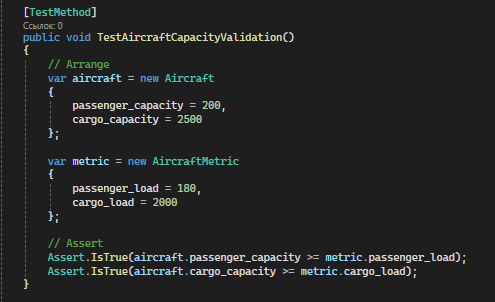 [TestMethod]
Ссылок: 0
public void TestAircraftCapacityValidation()
{
// Arrange
var aircraft = new Aircraft
{
passenger_capacity = 200,
cargo_capacity = 2500
};
var metric = new AircraftMetric
{
passenger_load = 180,
cargo_load = 2000
};
// Assert
Assert.IsTrue(aircraft.passenger_capacity >= metric.passenger_load);
Assert.IsTrue(aircraft.cargo_capacity >= metric.cargo_load);
}